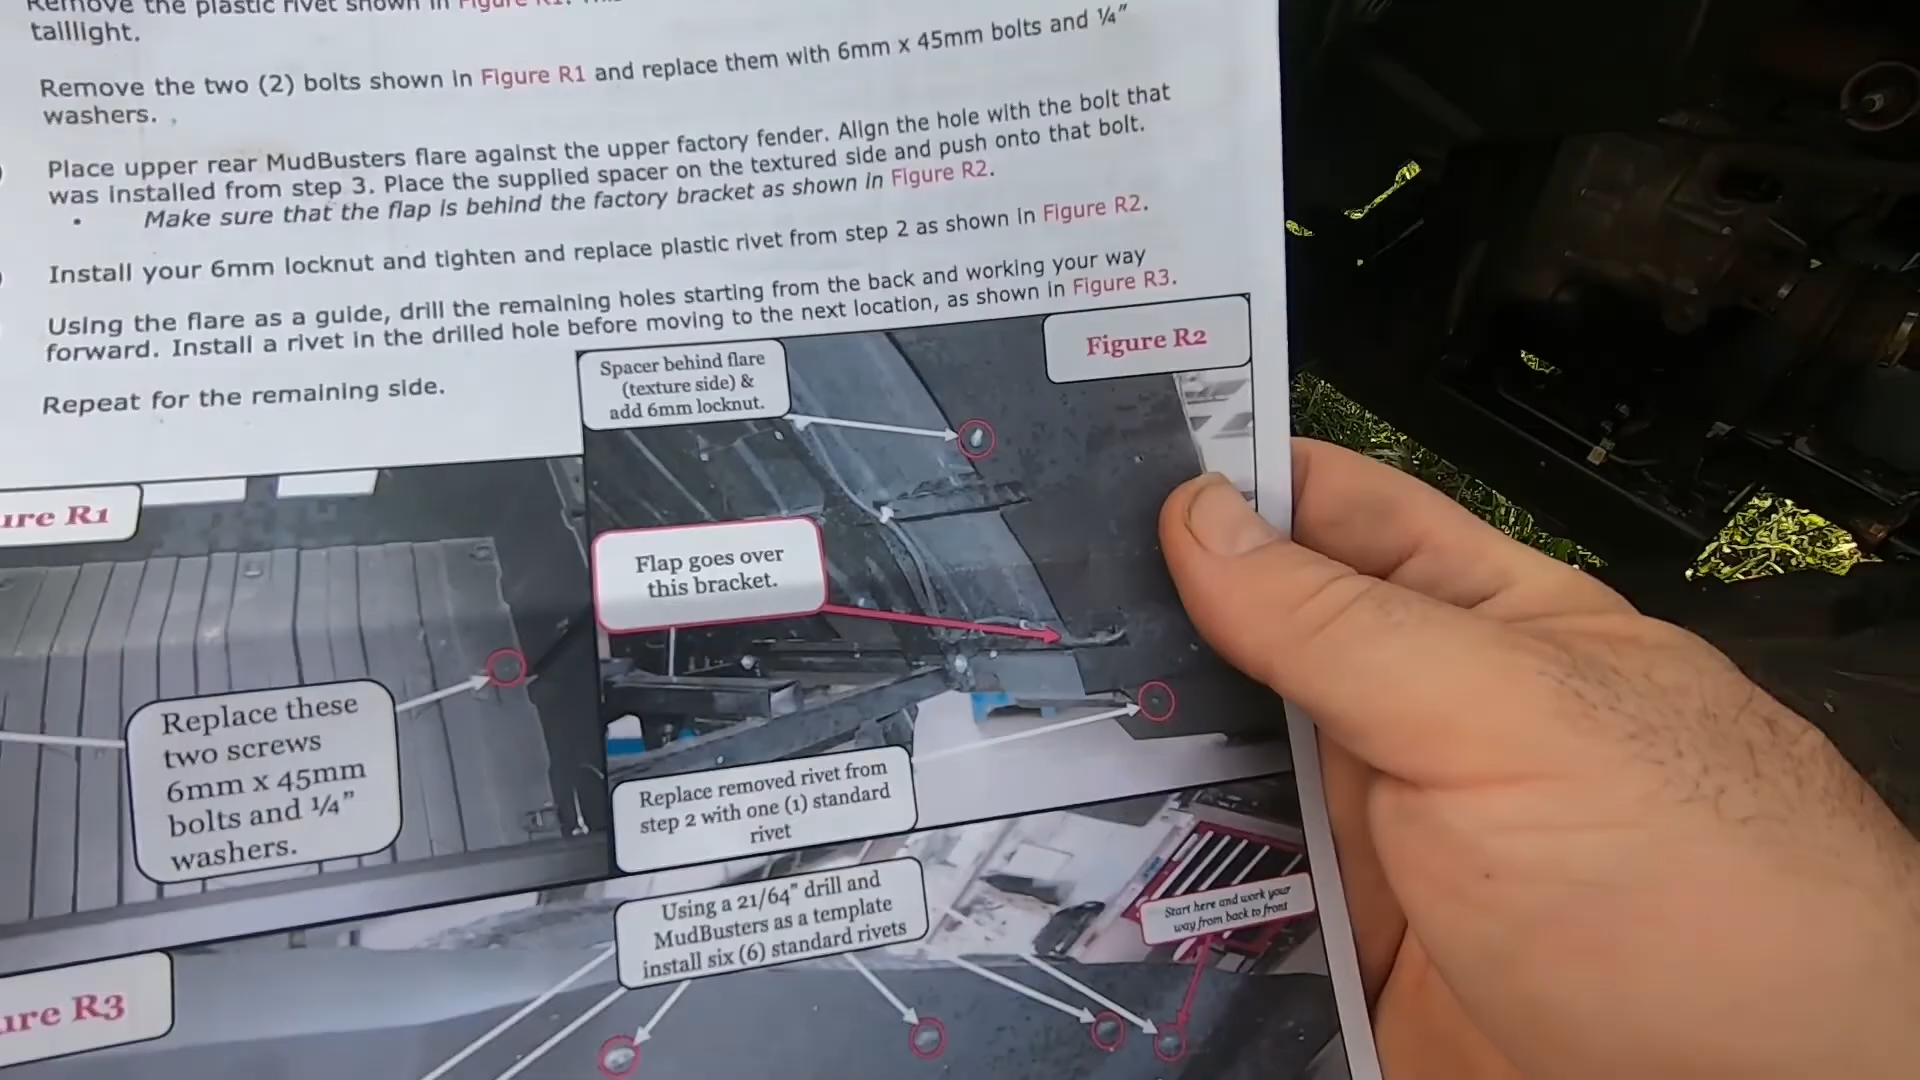 Remove the plastic rivet shown in Figure R1.
talllight.
Remove the two (2) bolts shown in Figure R1 and replace them with 6mm x 45mm bolts and ¼”
washers.
Place upper rear MudBusters flare against the upper factory fender. Align the hole with the bolt that
was installed from step 3. Place the supplied spacer on the textured side and push onto that bolt.
• Make sure that the flap is behind the factory bracket as shown in Figure R2.
Install your 6mm locknut and tighten and replace plastic rivet from step 2 as shown in Figure R2.
Using the flare as a guide, drill the remaining holes starting from the back and working your way
forward. Install a rivet in the drilled hole before moving to the next location, as shown in Figure R3.
Repeat for the remaining side.
Spacer behind flare
(texture side) &
add 6mm locknut.
Figure R2
ure R1
Flap goes over
this bracket.
Replace these
two screws
6mm x 45mm
bolts and ¼”
washers.
Replace removed rivet from
step 2 with one (1) standard
rivet
Using a 21/64” drill and
MudBusters as a template
install six (6) standard rivets
Start here and work your
way from back to front
ure R3